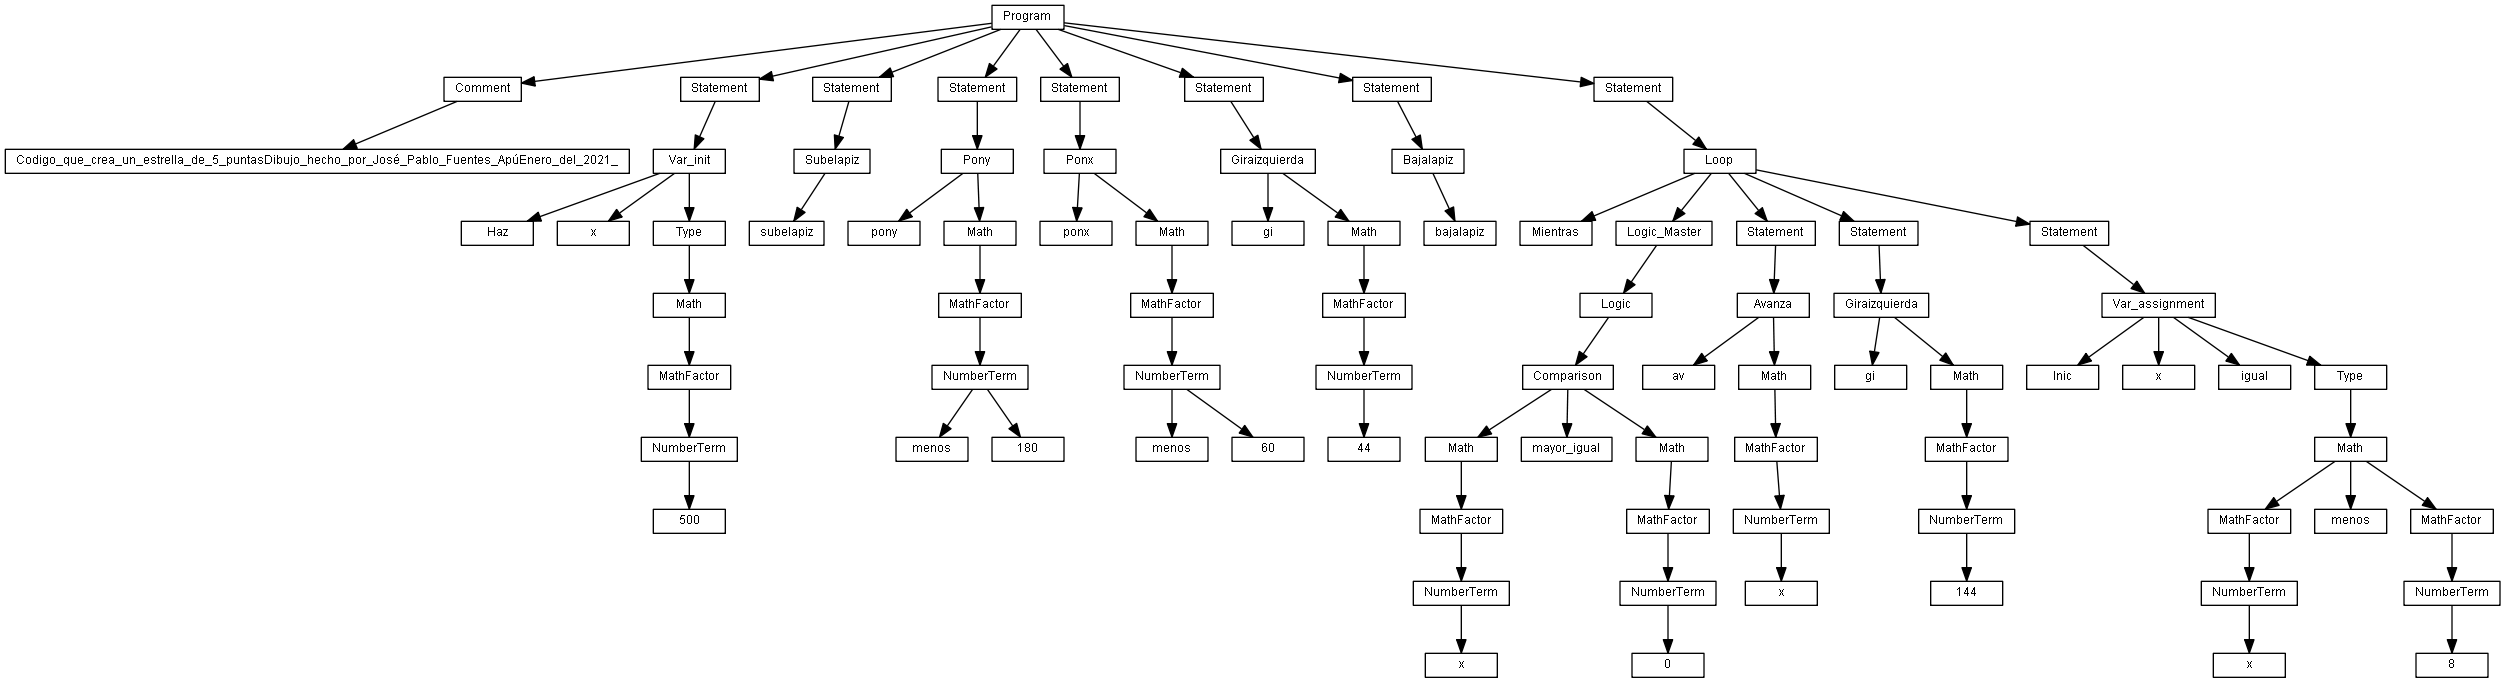 Program
Comment
Statement
Statement
Statement
Statement
Statement
Statement
Statement
Codigo_que_crea_un_estrella_de_5_puntasDibujo_hecho_por_José_Pablo_Fuentes_ApúEnero_del_2021_
Var_init
Subelapiz
Pony
Ponx
Giraizquierda
Bajalapiz
Loop
Haz
x
Type
subelapiz
pony
Math
ponx
Math
gi
Math
bajalapiz
Mientras
Logic_Master
Statement
Statement
Statement
Math
MathFactor
MathFactor
MathFactor
Logic
Avanza
Giraizquierda
Var_assignment
MathFactor
NumberTerm
NumberTerm
NumberTerm
Comparison
av
Math
gi
Math
Inic
x
igual
Type
NumberTerm
menos
180
menos
60
44
Math
mayor_igual
Math
MathFactor
MathFactor
Math
500
MathFactor
MathFactor
NumberTerm
NumberTerm
MathFactor
menos
MathFactor
NumberTerm
NumberTerm
x
144
NumberTerm
NumberTerm
x
0
x
8